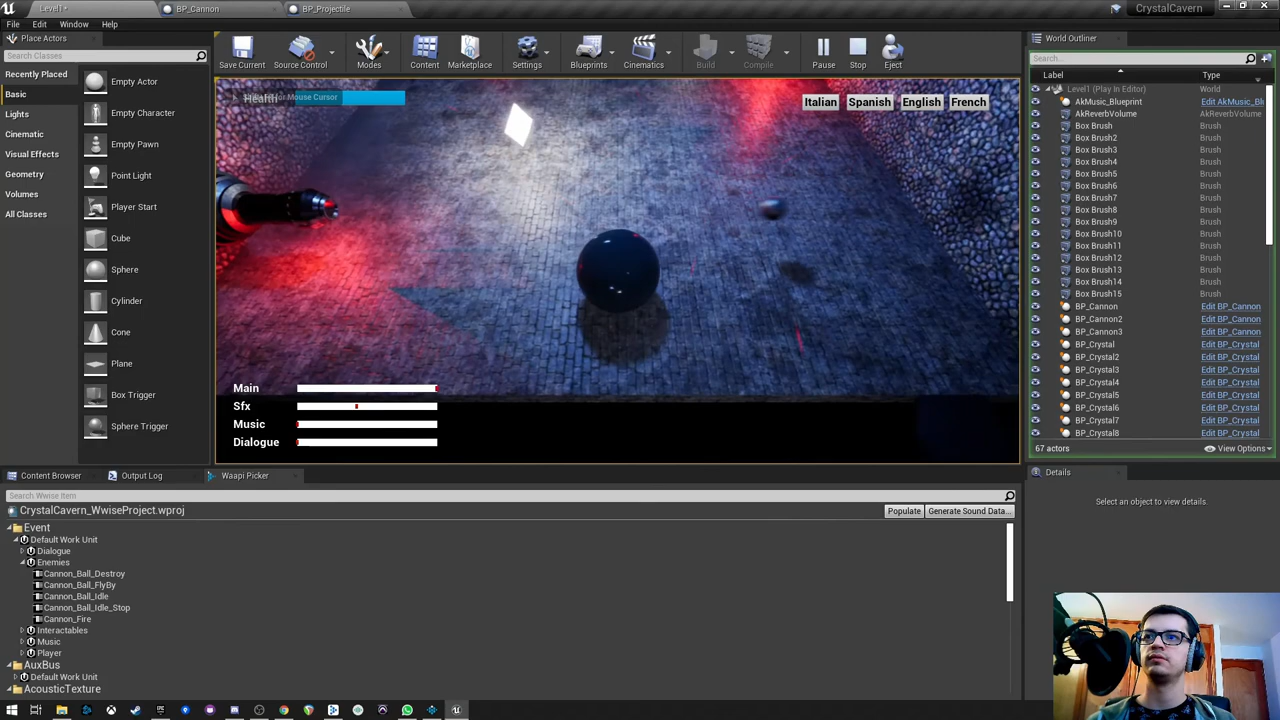 Level1*
BP_Cannon
BP_Projectile
CrystalCavern
File Edit Window Help
Place Actors
Search Classes
Recently Placed
Basic
Lights
Cinematic
Visual Effects
Geometry
Volumes
All Classes
Empty Actor
Empty Character
Empty Pawn
Point Light
Player Start
Cube
Sphere
Cylinder
Cone
Plane
Box Trigger
Sphere Trigger
Save Current
Source Control
Modes
Content
Marketplace
Settings
Blueprints
Cinematics
Build
Compile
Pause
Stop
Eject
Health
Mouse Cursor
Italian
Spanish
English
French
Main
Sfx
Music
Dialogue
World Outliner
Search...
Label Type
Level1 (Play In Editor) World
AkMusic_Blueprint Edit AkMusic_Bl
AkReverbVolume AkReverbVolume
Box Brush Brush
Box Brush2 Brush
Box Brush3 Brush
Box Brush4 Brush
Box Brush5 Brush
Box Brush6 Brush
Box Brush7 Brush
Box Brush8 Brush
Box Brush9 Brush
Box Brush10 Brush
Box Brush11 Brush
Box Brush12 Brush
Box Brush13 Brush
Box Brush14 Brush
Box Brush15 Brush
BP_Cannon Edit BP_Cannon
BP_Cannon2 Edit BP_Cannon
BP_Cannon3 Edit BP_Cannon
BP_Crystal Edit BP_Crystal
BP_Crystal2 Edit BP_Crystal
BP_Crystal3 Edit BP_Crystal
BP_Crystal4 Edit BP_Crystal
BP_Crystal5 Edit BP_Crystal
BP_Crystal6 Edit BP_Crystal
BP_Crystal7 Edit BP_Crystal
BP_Crystal8 Edit BP_Crystal
67 actors View Options
Details
Select an object to view details.
Content Browser
Output Log
Waapi Picker
Search Wwise Item
CrystalCavern_WwiseProject.wproj
Populate
Generate Sound Data...
Event
Default Work Unit
Dialogue
Enemies
Cannon_Ball_Destroy
Cannon_Ball_FlyBy
Cannon_Ball_Idle
Cannon_Ball_Idle_Stop
Cannon_Fire
Interactables
Music
Player
AuxBus
Default Work Unit
AcousticTexture